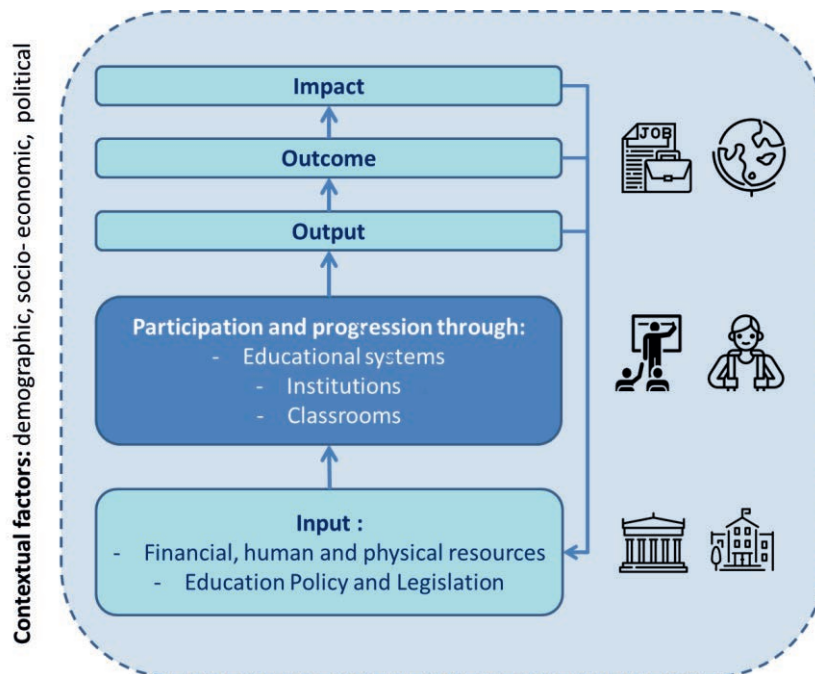 Contextual factors: demographic, socio- economic, political
Impact
Outcome
JOB
Output
Participation and progression through:
- Educational systems
- Institutions
- Classrooms
Input :
- Financial, human and physical resources
- Education Policy and Legislation